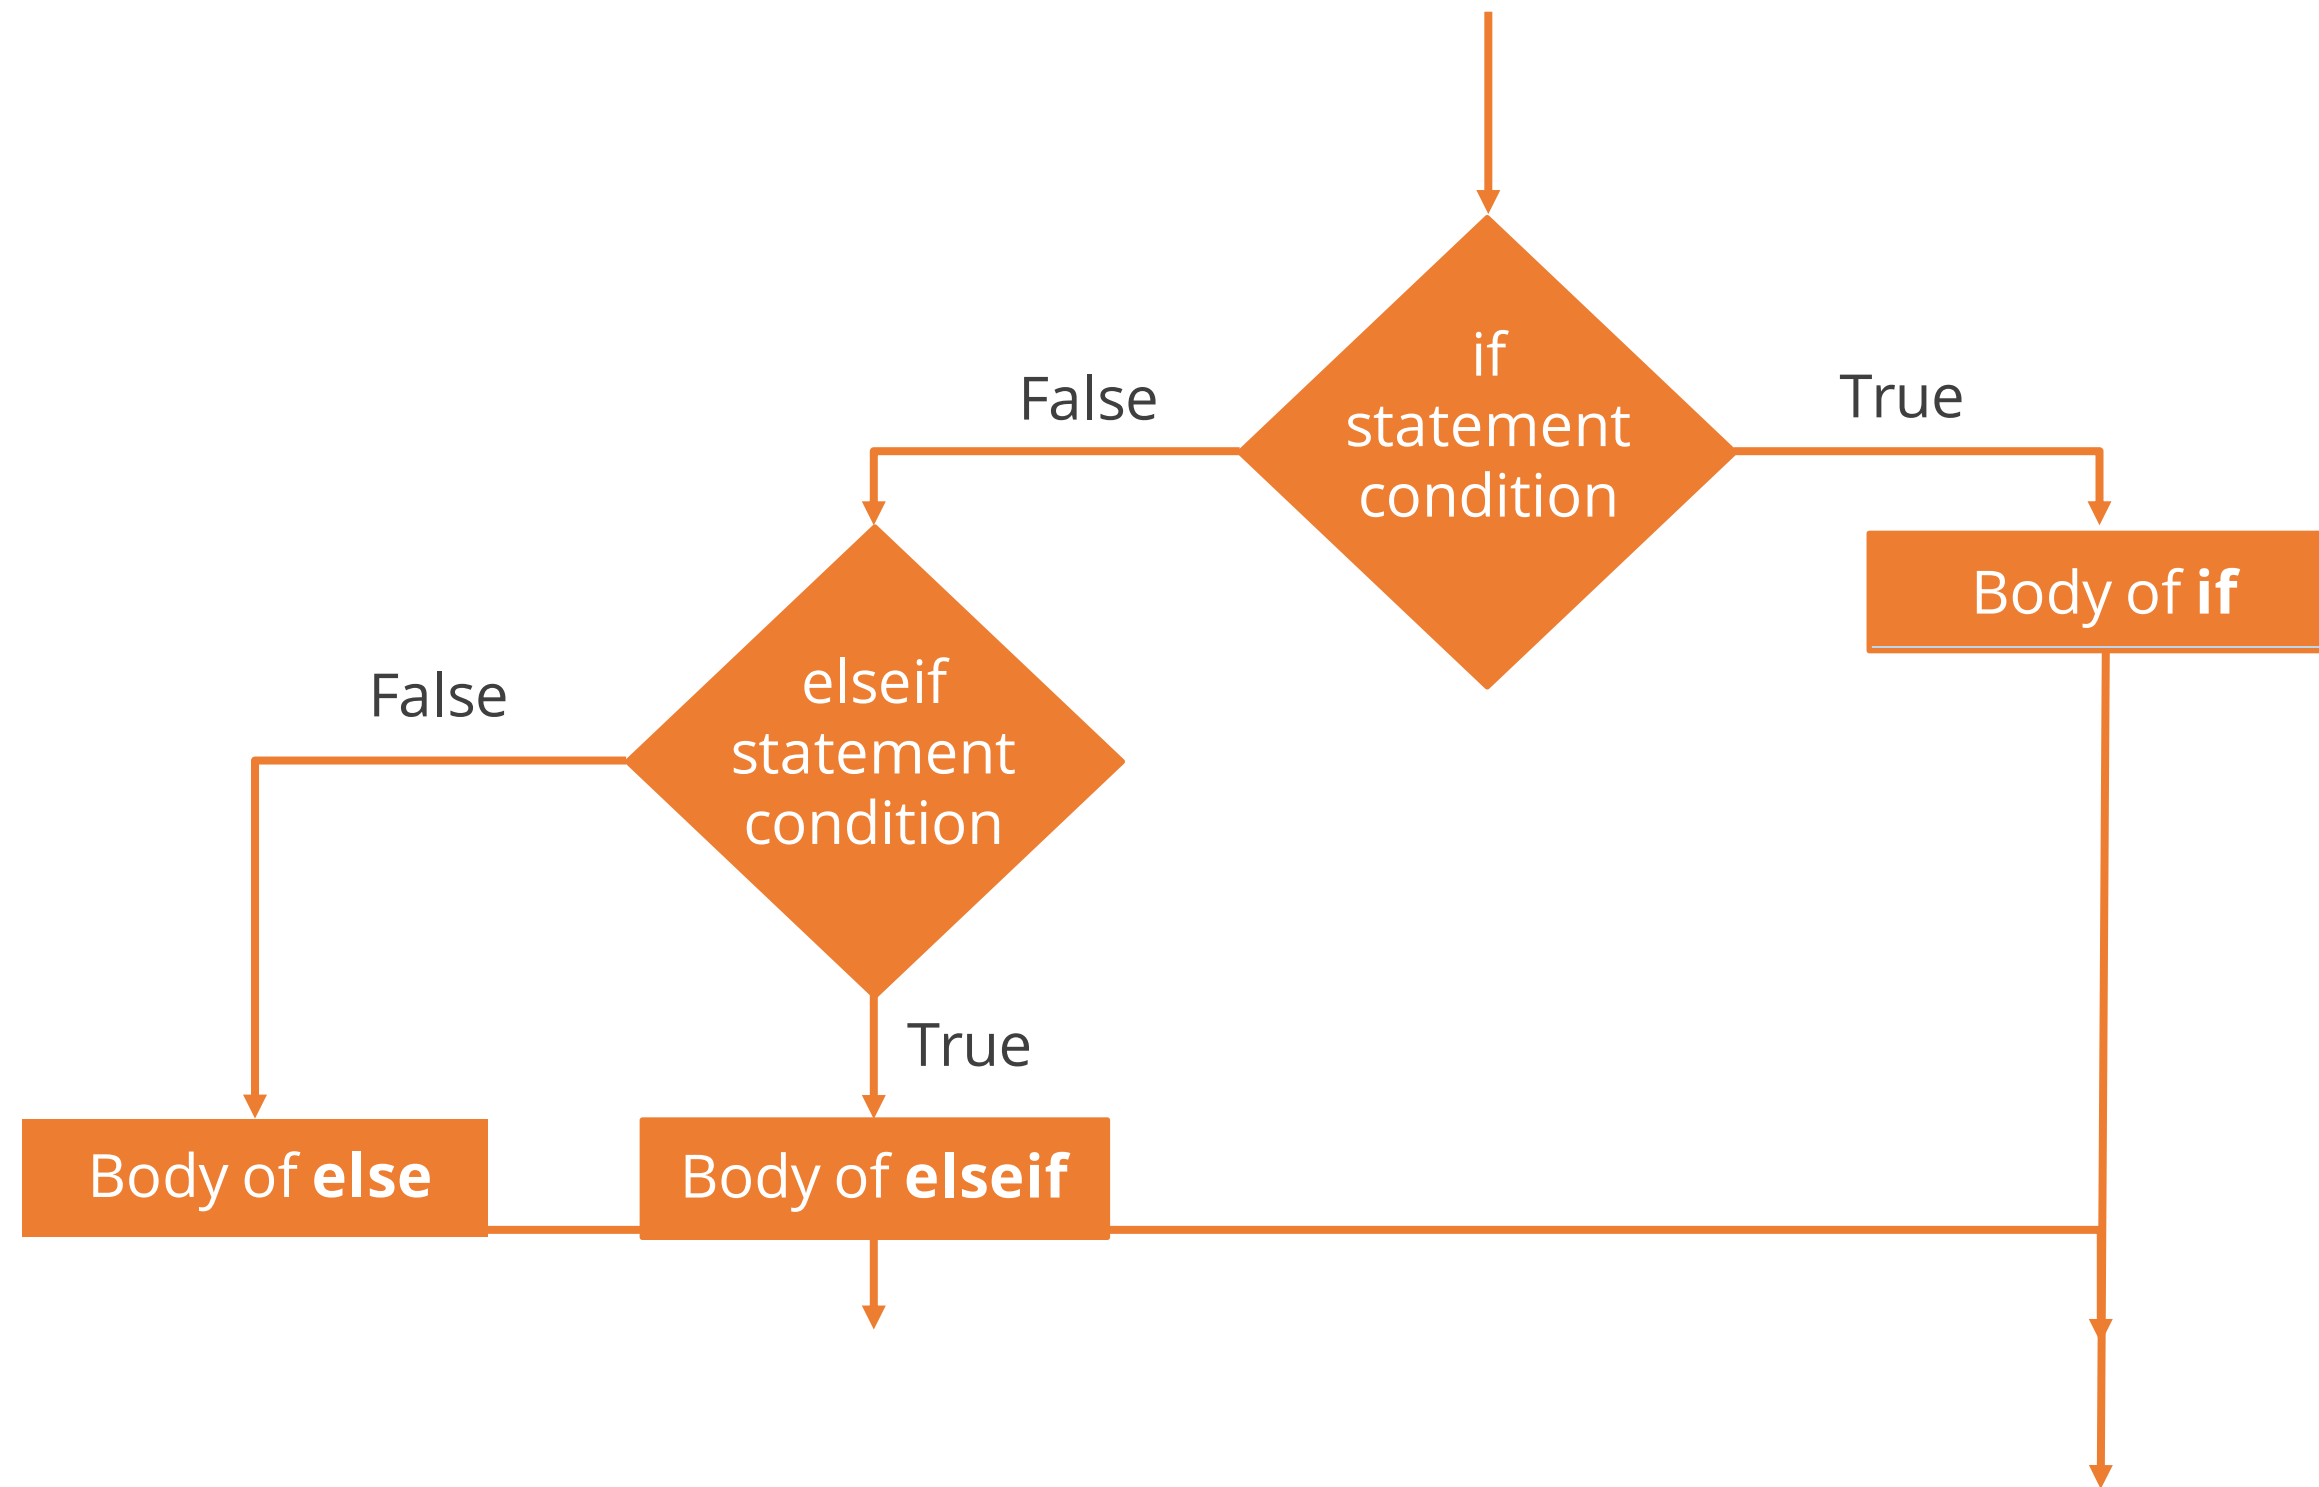 if
statement
condition
False
True
Body of if
elseif
statement
condition
False
True
Body of else
Body of elseif